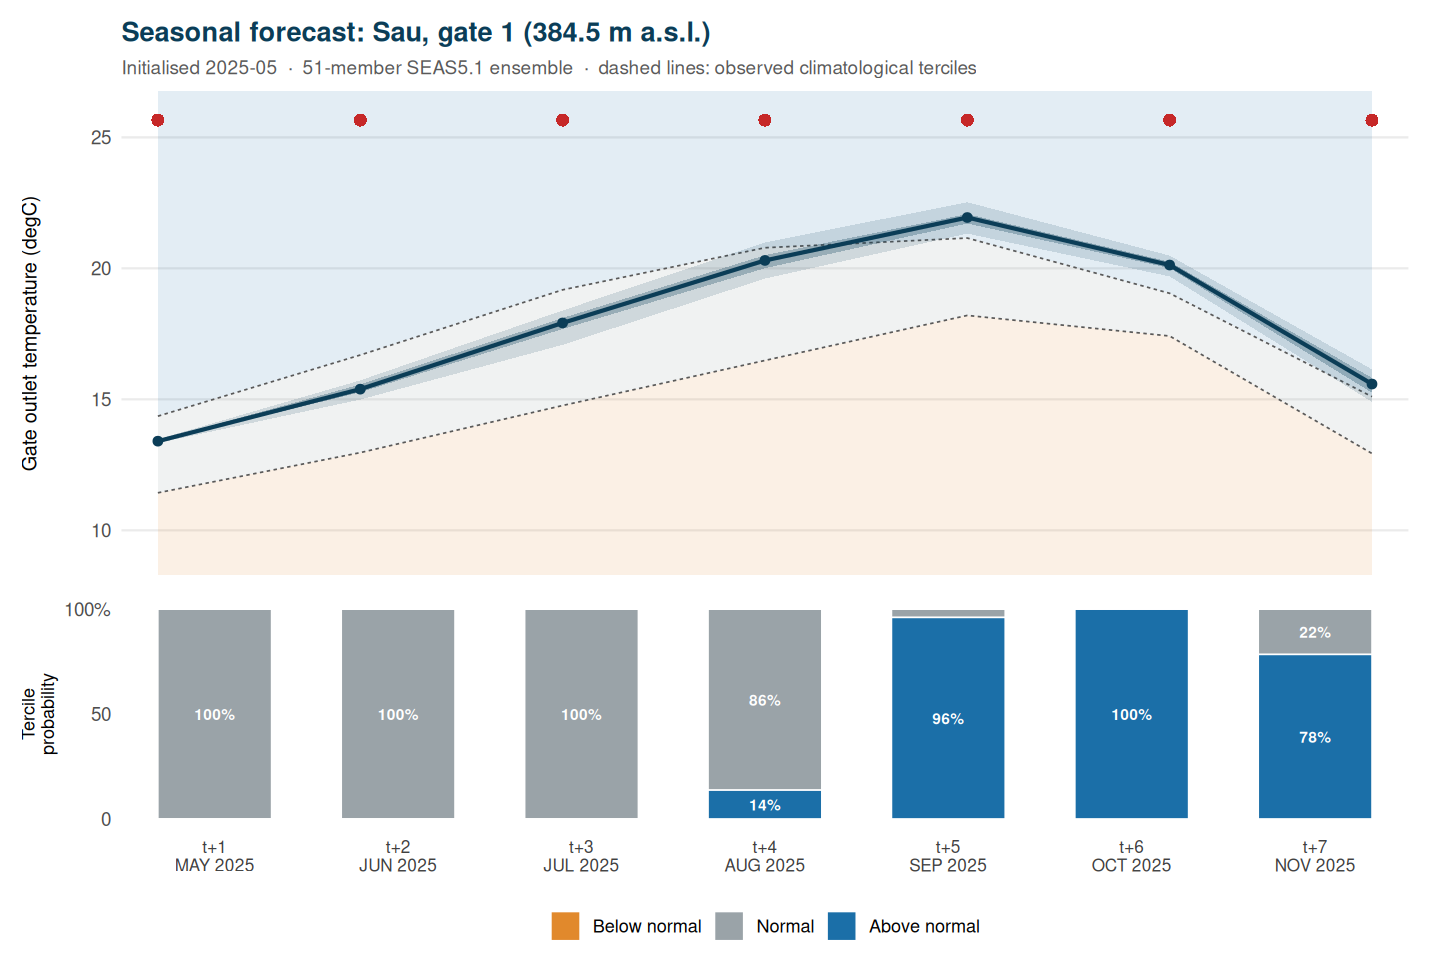 Seasonal forecast: Sau, gate 1 (384.5 m a.s.l.)
Initialised 2025-05 · 51-member SEAS5.1 ensemble · dashed lines: observed climatological terciles
Gate outlet temperature (degC)
25
20
15
10
Tercile
probability
100%
50
0
100%
100%
100%
86%
14%
96%
100%
22%
78%
t+1
MAY 2025
t+2
JUN 2025
t+3
JUL 2025
t+4
AUG 2025
t+5
SEP 2025
t+6
OCT 2025
t+7
NOV 2025
Below normal
Normal
Above normal